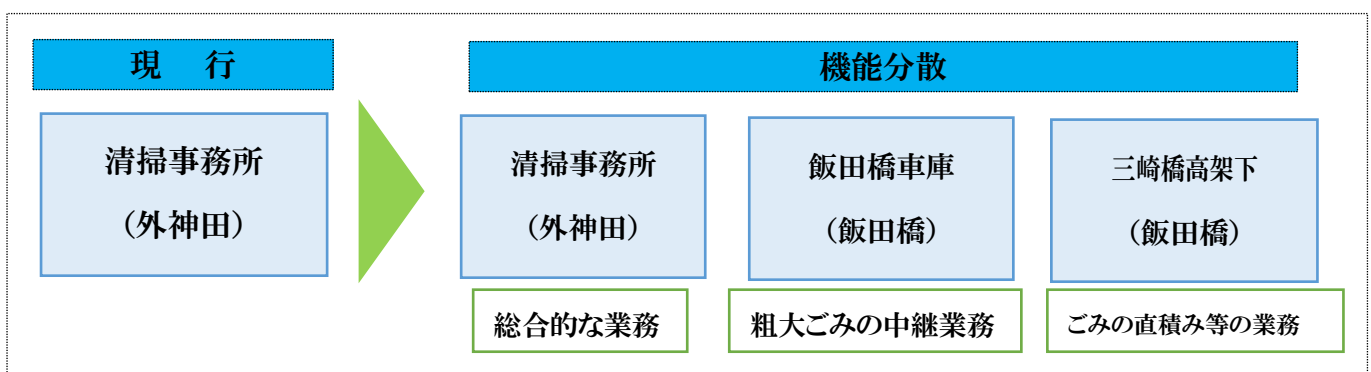 現 行
機能分散
清掃事務所
（外神田）
清掃事務所
（外神田）
飯田橋車庫
（飯田橋）
三崎橋高架下
（飯田橋）
総合的な業務
粗大ごみの中継業務
ごみの直積み等の業務